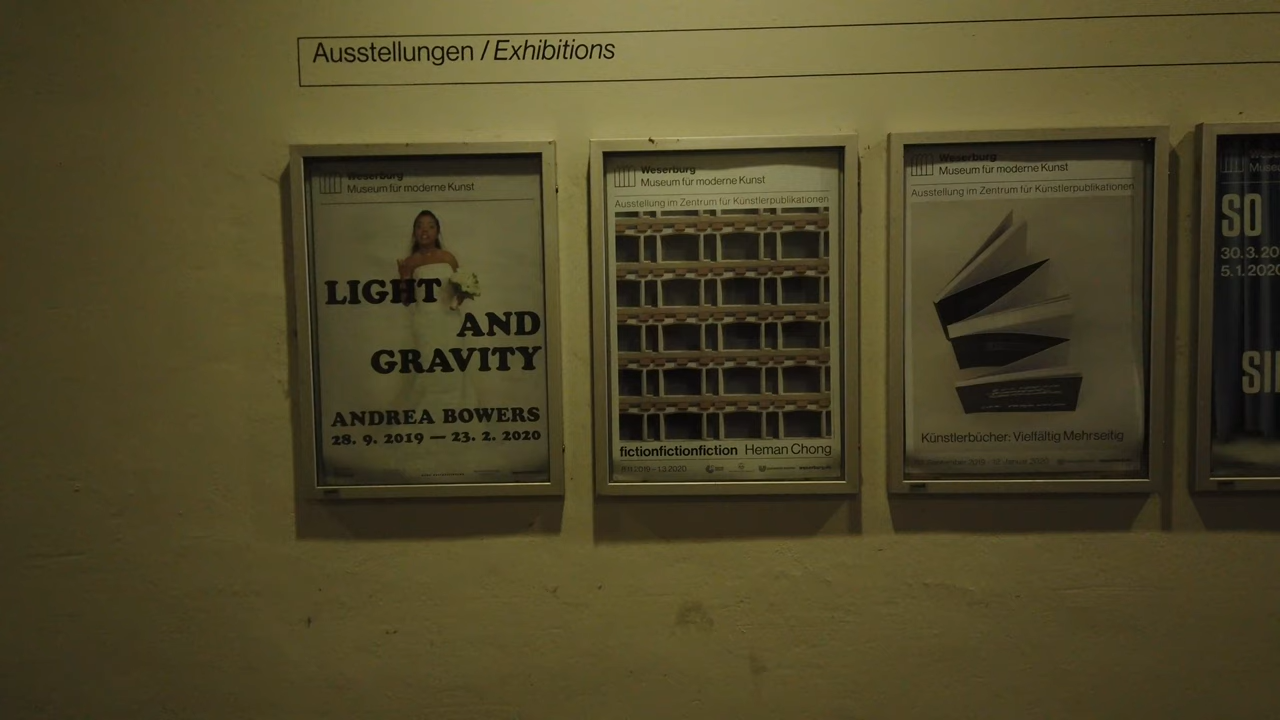 Ausstellungen / Exhibitions
Weserburg
Museum für moderne Kunst
LIGHT
AND
GRAVITY
ANDREA BOWERS
28. 9. 2019 — 23. 2. 2020
Weserburg
Museum für moderne Kunst
Ausstellung im Zentrum für Künstlerpublikationen
fictionfictionfiction Heman Chong
Weserburg
Museum für moderne Kunst
Ausstellung im Zentrum für Künstlerpublikationen
Künstlerbücher: Vielfältig Mehrseitig
SO
30.3.20
5.1.2020